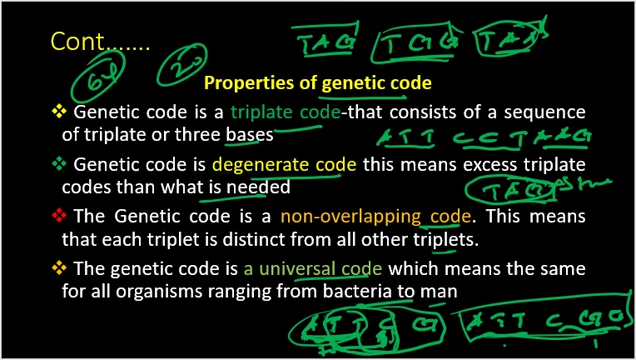 Cont.......
TAG TGG TAA
64 20
Properties of genetic code
Genetic code is a triplate code-that consists of a sequence
of triplate or three bases
ATT CCT AAG
Genetic code is degenerate code this means excess triplate
codes than what is needed
The Genetic code is a non-overlapping code. This means
that each triplet is distinct from all other triplets.
The genetic code is a universal code which means the same
for all organisms ranging from bacteria to man